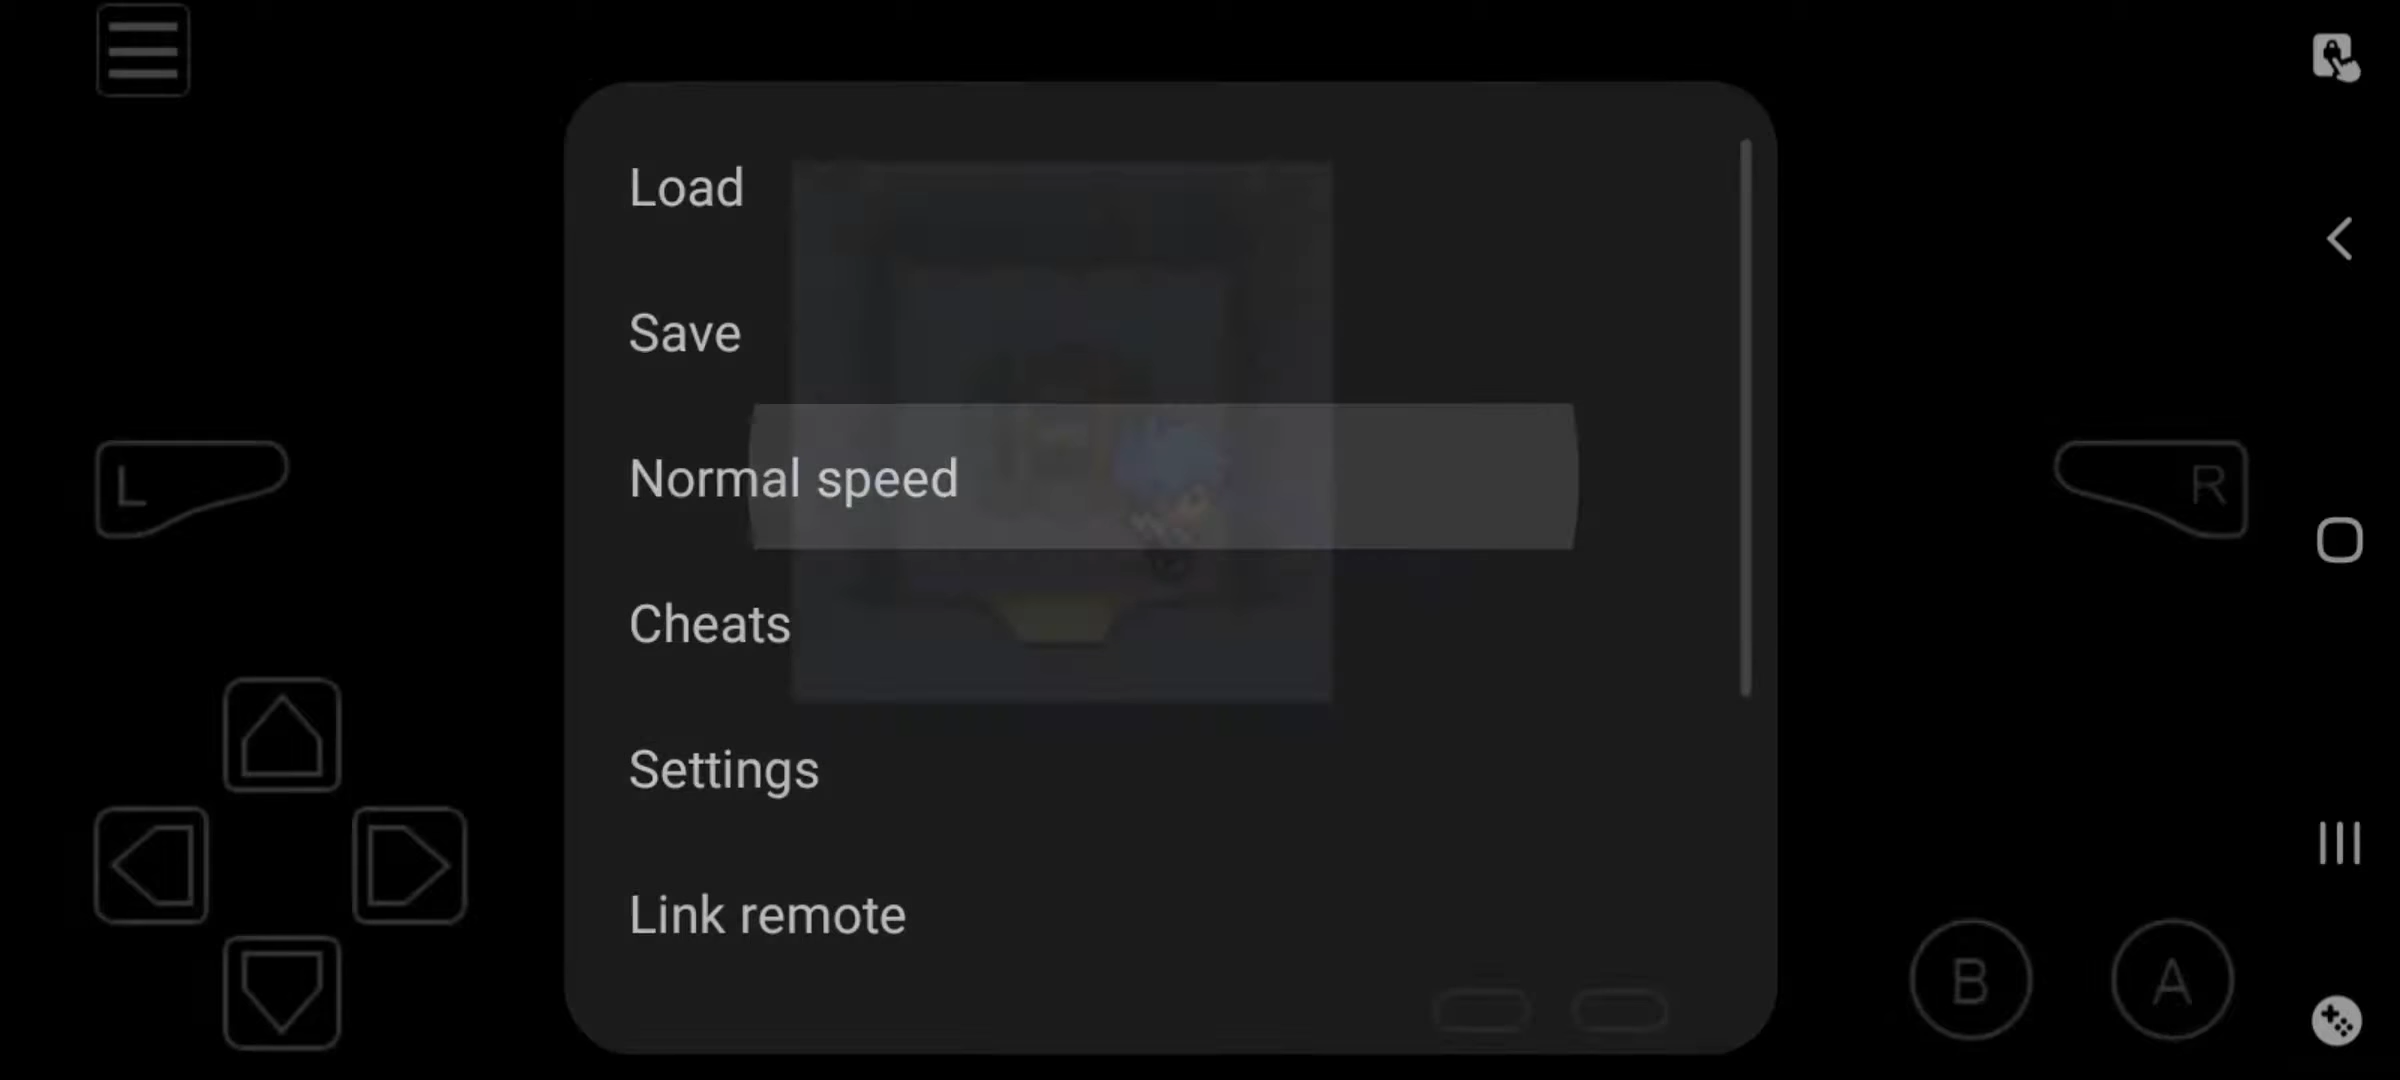 Load
Save
L
Normal speed
R
Cheats
Settings
Link remote
B
A